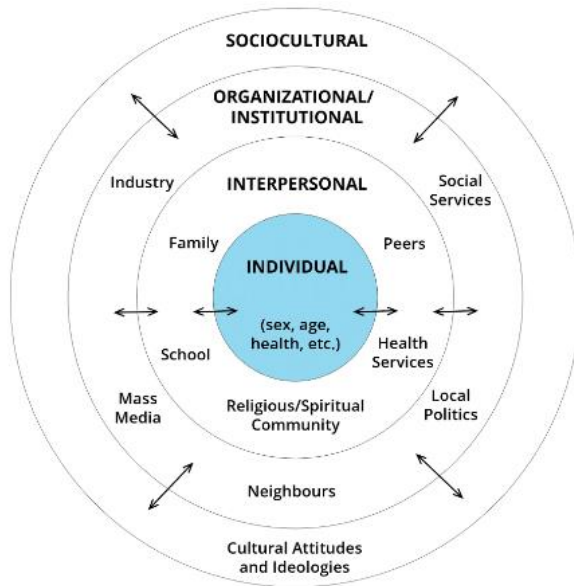 SOCIOCULTURAL
ORGANIZATIONAL/
INSTITUTIONAL
Industry
Social
Services
INTERPERSONAL
Family
Peers
INDIVIDUAL
(sex, age,
health, etc.)
School
Health
Services
Mass
Media
Religious/Spiritual
Community
Local
Politics
Neighbours
Cultural Attitudes
and Ideologies